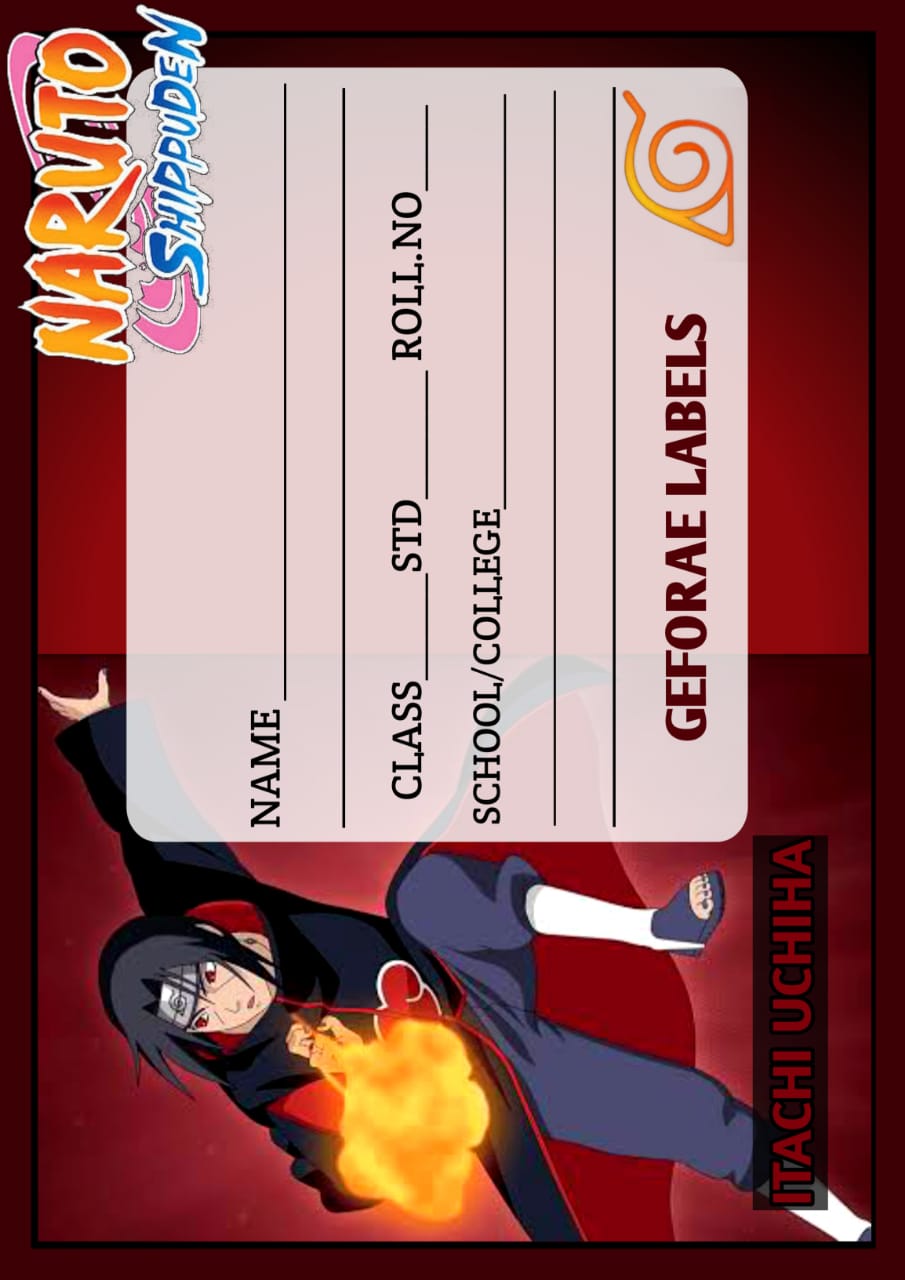 NARUTO
SHIPPUDEN
NAME
CLASS STD ROLL.NO
SCHOOL/COLLEGE
GEFORAE LABELS
ITACHI UCHIHA